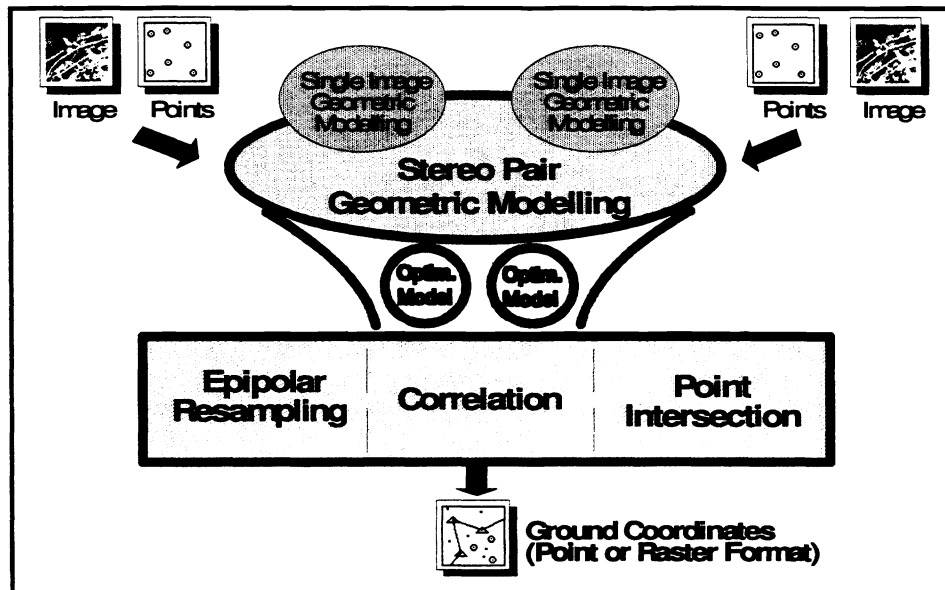 Image
Points
Single Image
Geometric
Modelling
Single Image
Geometric
Modelling
Points
Image
Stereo Pair
Geometric Modelling
Optim.
Model
Optim.
Model
Epipolar
Resampling
Correlation
Point
Intersection
Ground Coordinates
(Point or Raster Format)